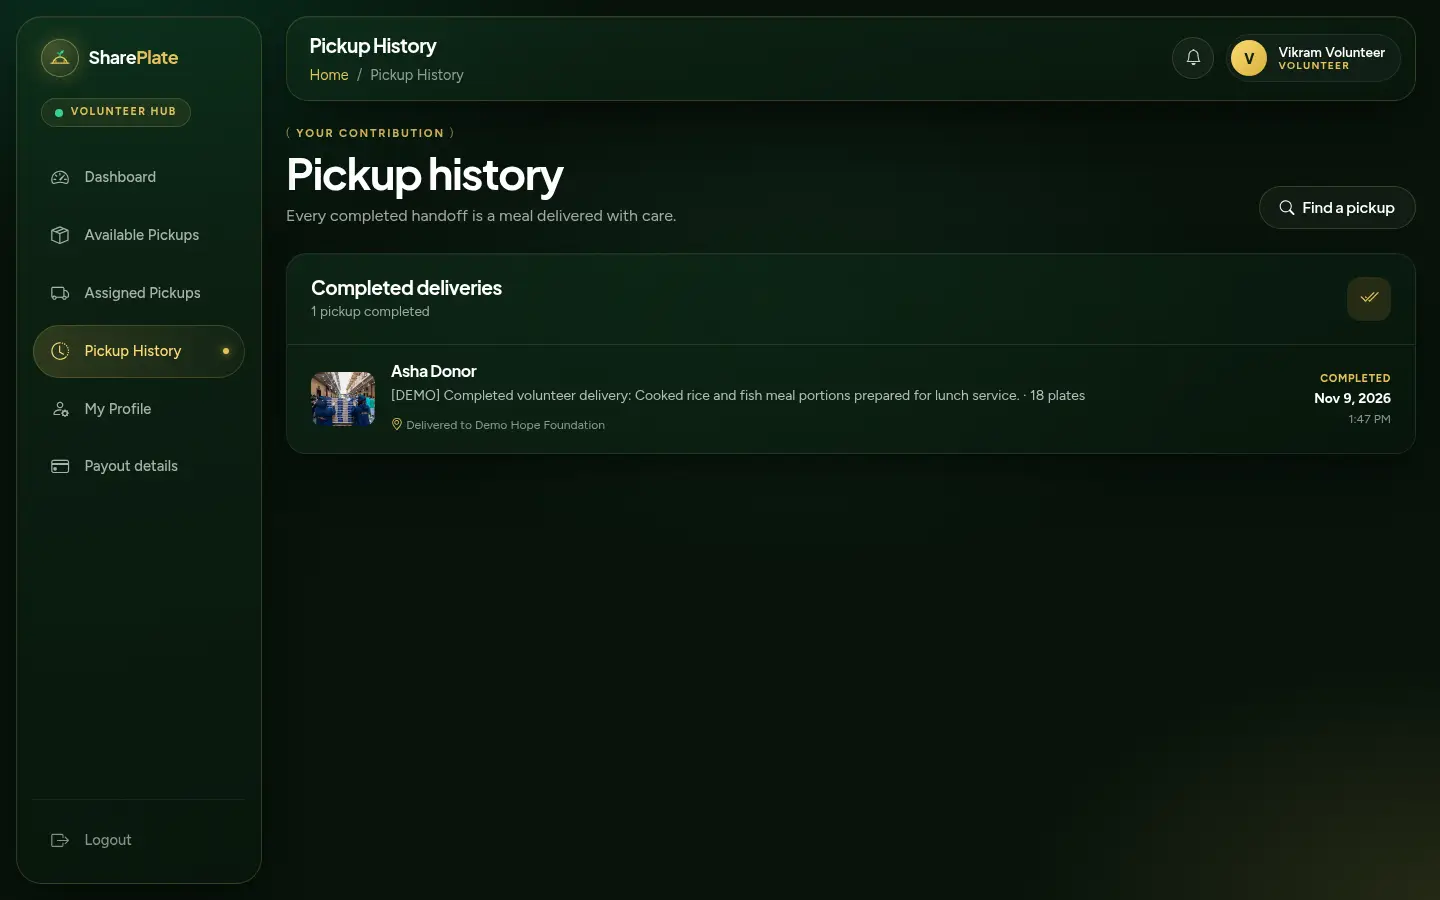 SharePlate
VOLUNTEER HUB
Dashboard
Available Pickups
Assigned Pickups
Pickup History
My Profile
Payout details
Logout
Pickup History
Home / Pickup History
V
Vikram Volunteer
VOLUNTEER
( YOUR CONTRIBUTION )
Pickup history
Every completed handoff is a meal delivered with care.
Find a pickup
Completed deliveries
1 pickup completed
Asha Donor
[DEMO] Completed volunteer delivery: Cooked rice and fish meal portions prepared for lunch service. · 18 plates
Delivered to Demo Hope Foundation
COMPLETED
Nov 9, 2026
1:47 PM